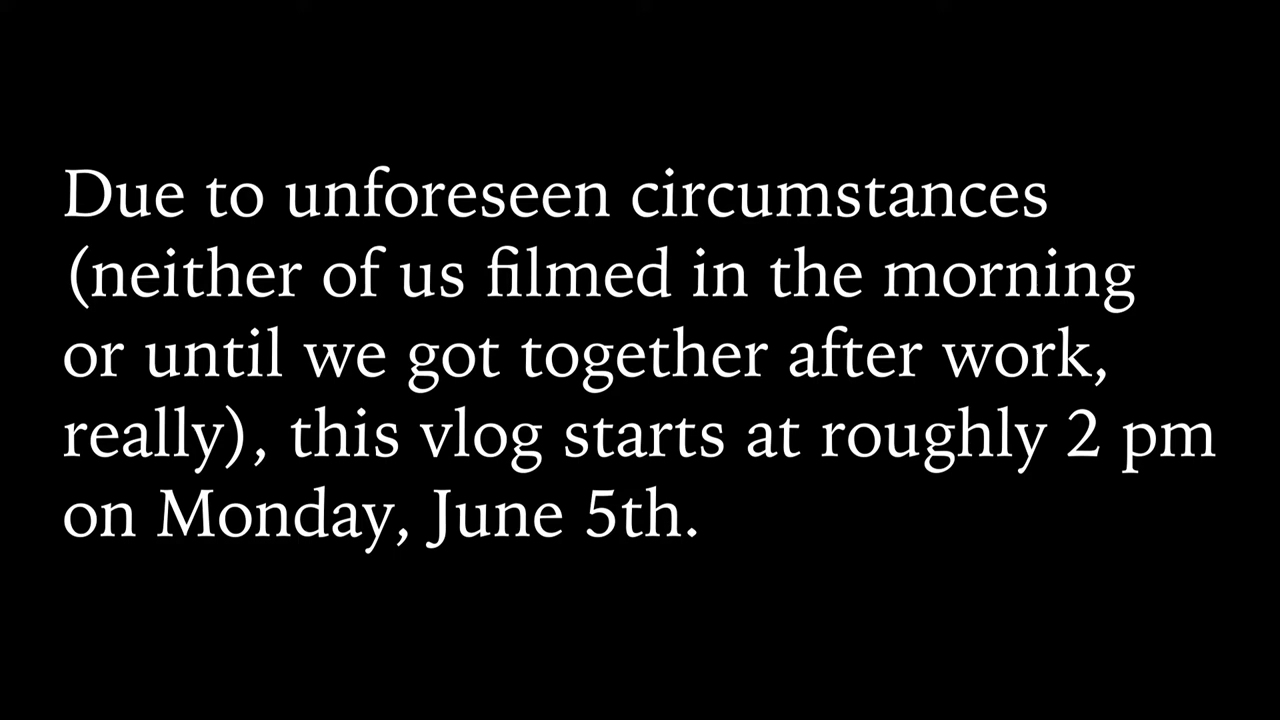 Due to unforeseen circumstances
(neither of us filmed in the morning
or until we got together after work,
really), this vlog starts at roughly 2 pm
on Monday, June 5th.